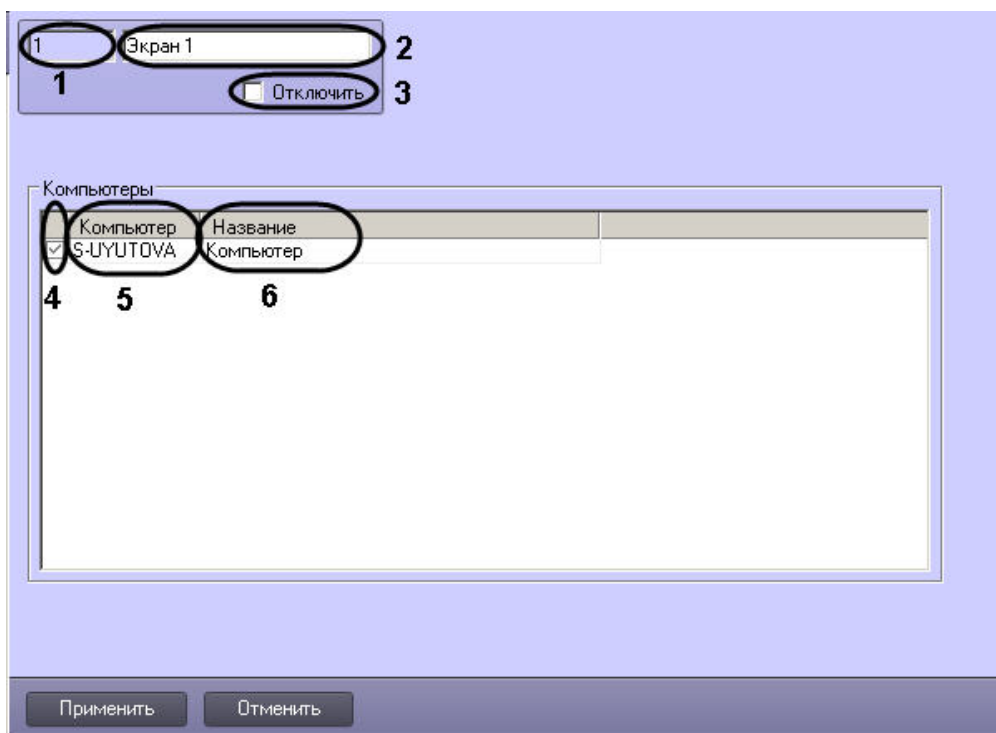 1 Экран 1 2
1 Отключить 3
Компьютеры
Компьютер Название
S-UYUTOVA Компьютер
4 5 6
Применить Отменить